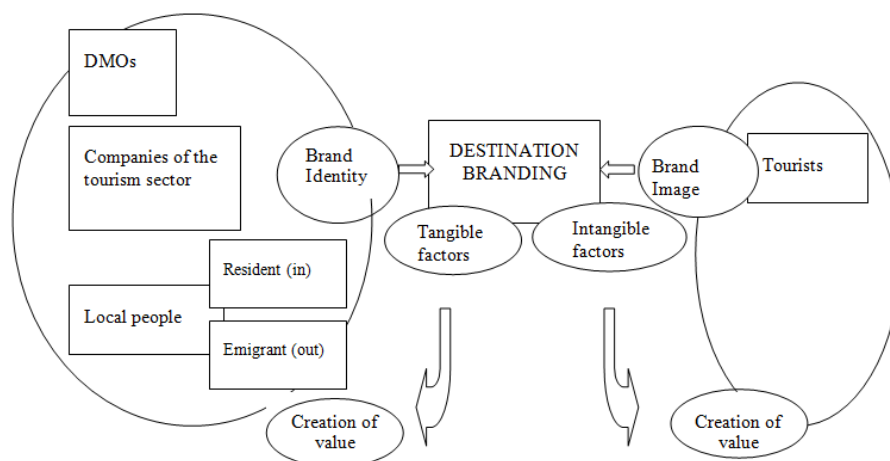 DMOs
Companies of the
tourism sector
Local people
Resident (in)
Emigrant (out)
Brand
Identity
DESTINATION
BRANDING
Tangible
factors
Intangible
factors
Brand
Image
Tourists
Creation of
value
Creation of
value